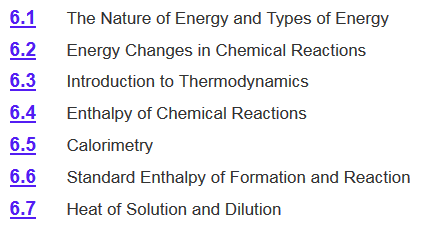 6.1 The Nature of Energy and Types of Energy
6.2 Energy Changes in Chemical Reactions
6.3 Introduction to Thermodynamics
6.4 Enthalpy of Chemical Reactions
6.5 Calorimetry
6.6 Standard Enthalpy of Formation and Reaction
6.7 Heat of Solution and Dilution